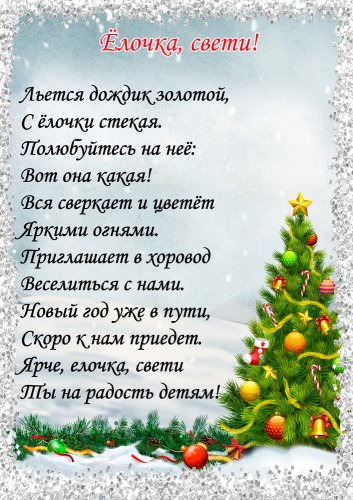 Ёлочка, свети!
Льется дождик золотой,
С ёлочки стекая.
Полюбуйтесь на неё:
Вот она какая!
Вся сверкает и цветёт
Яркими огнями.
Приглашает в хоровод
Веселиться с нами.
Новый год уже в пути,
Скоро к нам приедет.
Ярче, елочка, свети
Ты на радость детям!